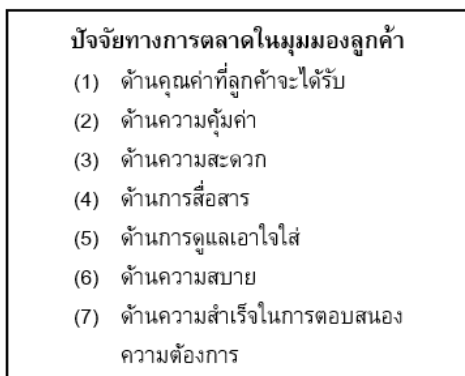 ปัจจัยทางการตลาดในมุมมองลูกค้า
(1) ด้านคุณค่าที่ลูกค้าจะได้รับ
(2) ด้านความคุ้มค่า
(3) ด้านความสะดวก
(4) ด้านการสื่อสาร
(5) ด้านการดูแลเอาใจใส่
(6) ด้านความสบาย
(7) ด้านความสำเร็จในการตอบสนอง
ความต้องการ